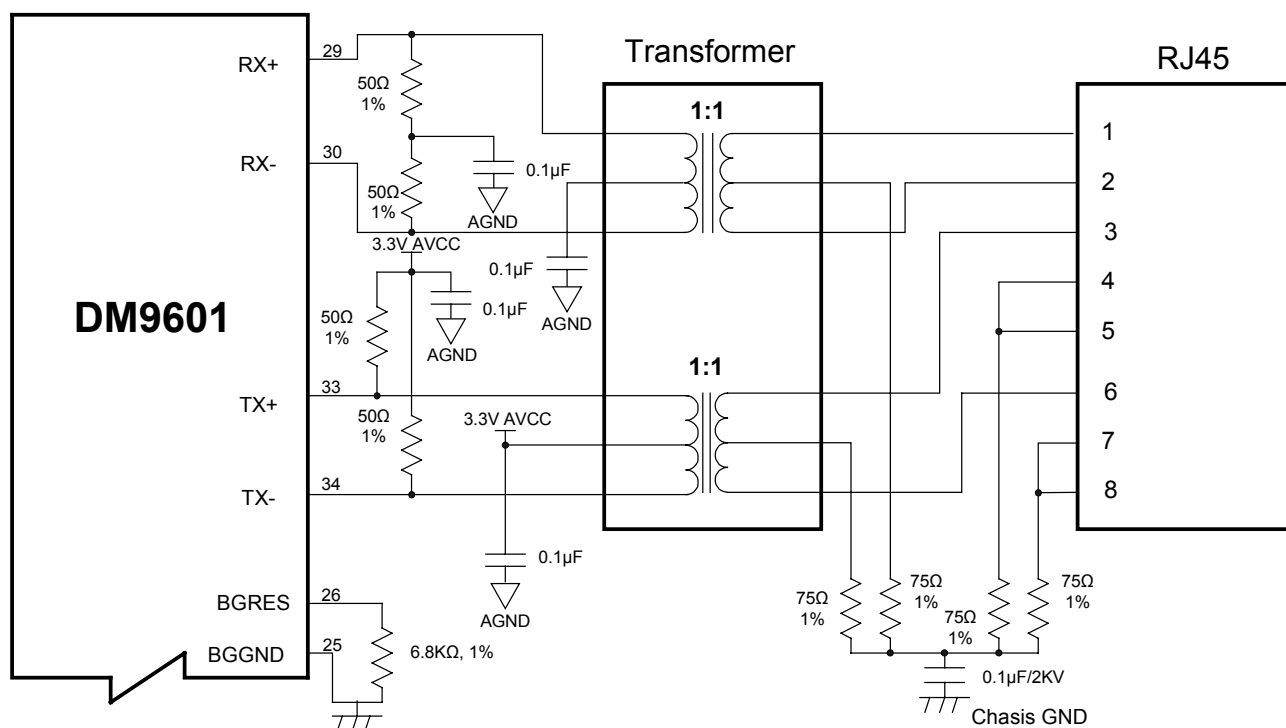 Transformer
RJ45
DM9601
RX+
29
50Ω
1%
0.1µF
AGND
RX-
30
50Ω
1%
3.3V AVCC
0.1µF
AGND
0.1µF
AGND
50Ω
1%
TX+
33
50Ω
1%
3.3V AVCC
TX-
34
0.1µF
AGND
BGRES
26
BGGND
25
6.8KΩ, 1%
1:1
1:1
1
2
3
4
5
6
7
8
75Ω
1%
75Ω
1%
75Ω
1%
75Ω
1%
0.1µF/2KV
Chasis GND